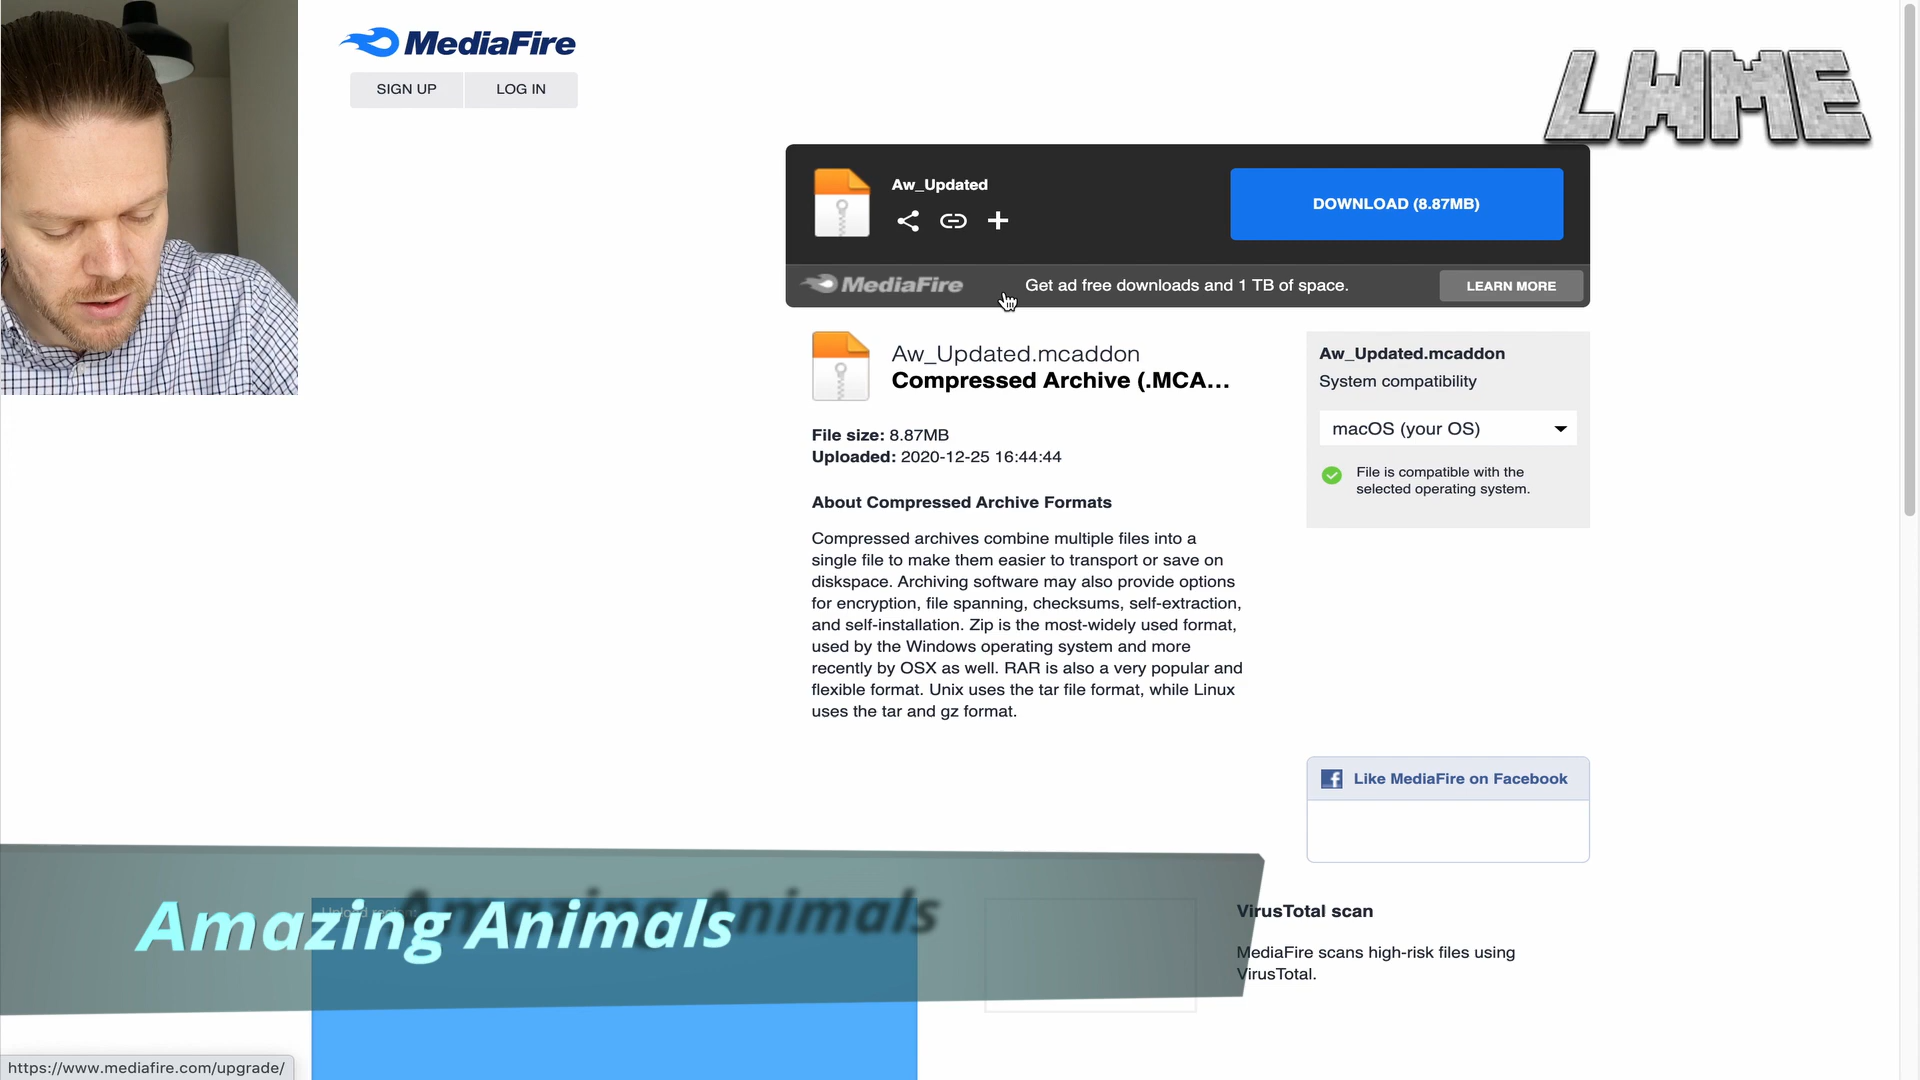 MediaFire
SIGN UP
LOG IN
LWME
Aw_Updated
DOWNLOAD (8.87MB)
MediaFire
Get ad free downloads and 1 TB of space.
LEARN MORE
Aw_Updated.mcaddon
Compressed Archive (.MCA...
File size: 8.87MB
Uploaded: 2020-12-25 16:44:44
About Compressed Archive Formats
Compressed archives combine multiple files into a
single file to make them easier to transport or save on
diskspace. Archiving software may also provide options
for encryption, file spanning, checksums, self-extraction,
and self-installation. Zip is the most-widely used format,
used by the Windows operating system and more
recently by OSX as well. RAR is also a very popular and
flexible format. Unix uses the tar file format, while Linux
uses the tar and gz format.
Aw_Updated.mcaddon
System compatibility
macOS (your OS)
File is compatible with the
selected operating system.
Like MediaFire on Facebook
Amazing Animals
VirusTotal scan
MediaFire scans high-risk files using
VirusTotal.
https://www.mediafire.com/upgrade/